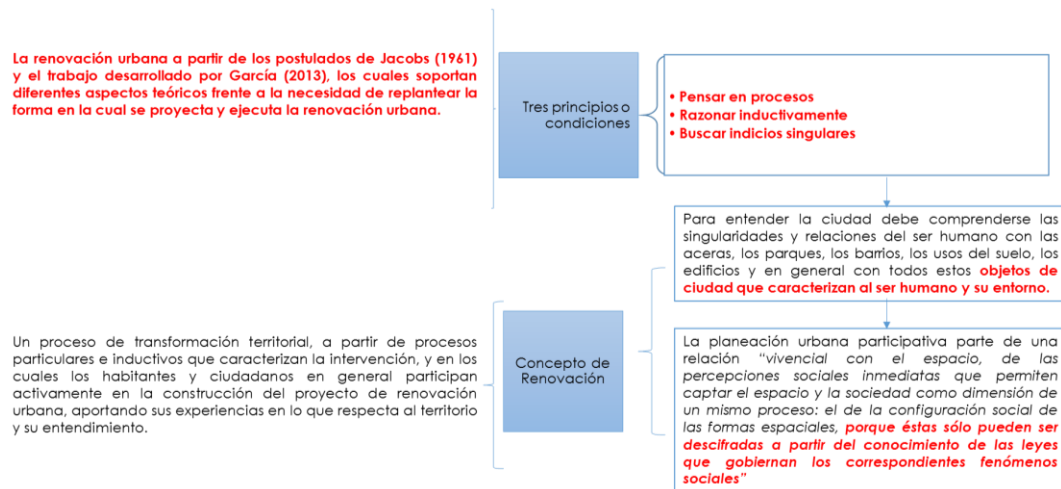 La renovación urbana a partir de los postulados de Jacobs (1961)
y el trabajo desarrollado por García (2013), los cuales soportan
diferentes aspectos teóricos frente a la necesidad de replantear la
forma en la cual se proyecta y ejecuta la renovación urbana.
Tres principios o
condiciones
• Pensar en procesos
• Razonar inductivamente
• Buscar indicios singulares
Para entender la ciudad debe comprenderse las
singularidades y relaciones del ser humano con las
aceras, los parques, los barrios, los usos del suelo, los
edificios y en general con todos estos objetos de
ciudad que caracterizan al ser humano y su entorno.
Un proceso de transformación territorial, a partir de procesos
particulares e inductivos que caracterizan la intervención, y en los
cuales los habitantes y ciudadanos en general participan
activamente en la construcción del proyecto de renovación
urbana, aportando sus experiencias en lo que respecta al territorio
y su entendimiento.
Concepto de
Renovación
La planeación urbana participativa parte de una
relación “vivencial con el espacio, de las
percepciones sociales inmediatas que permiten
captar el espacio y la sociedad como dimensión de
un mismo proceso: el de la configuración social de
las formas espaciales, porque éstas sólo pueden ser
descifradas a partir del conocimiento de las leyes
que gobiernan los correspondientes fenómenos
sociales”